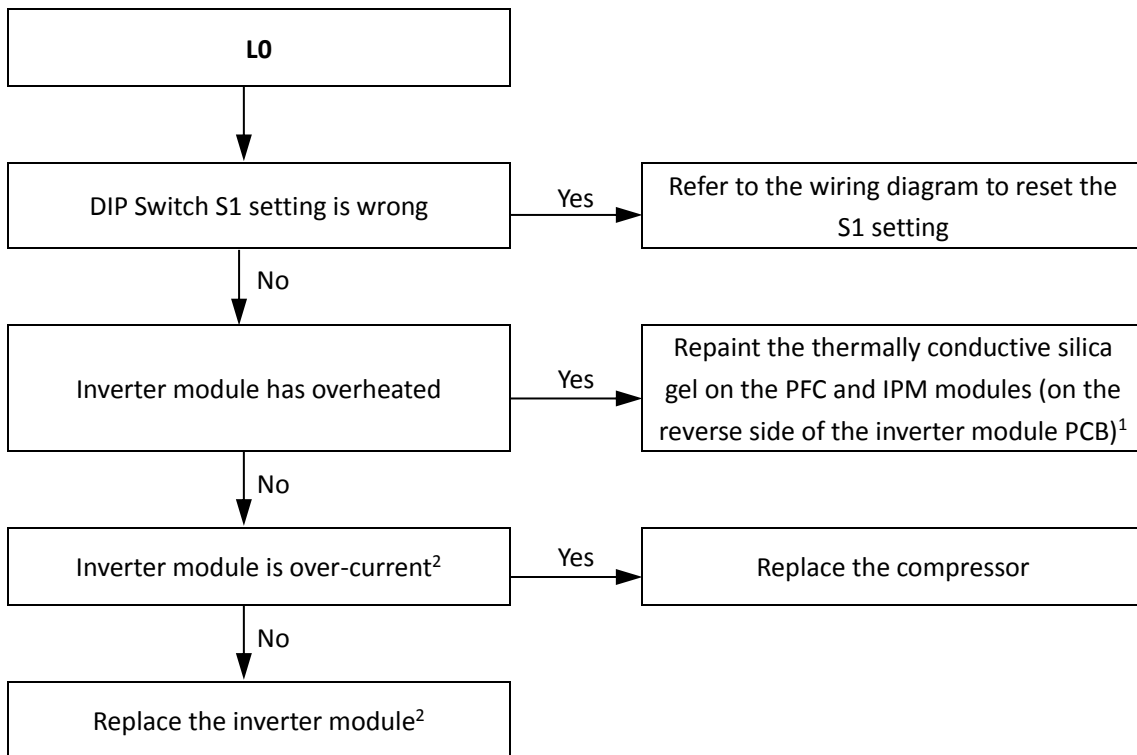 L0
DIP Switch S1 setting is wrong
Yes
Refer to the wiring diagram to reset the
S1 setting
No
Inverter module has overheated
Yes
Repaint the thermally conductive silica
gel on the PFC and IPM modules (on the
reverse side of the inverter module PCB)¹
No
Inverter module is over-current²
Yes
Replace the compressor
No
Replace the inverter module²